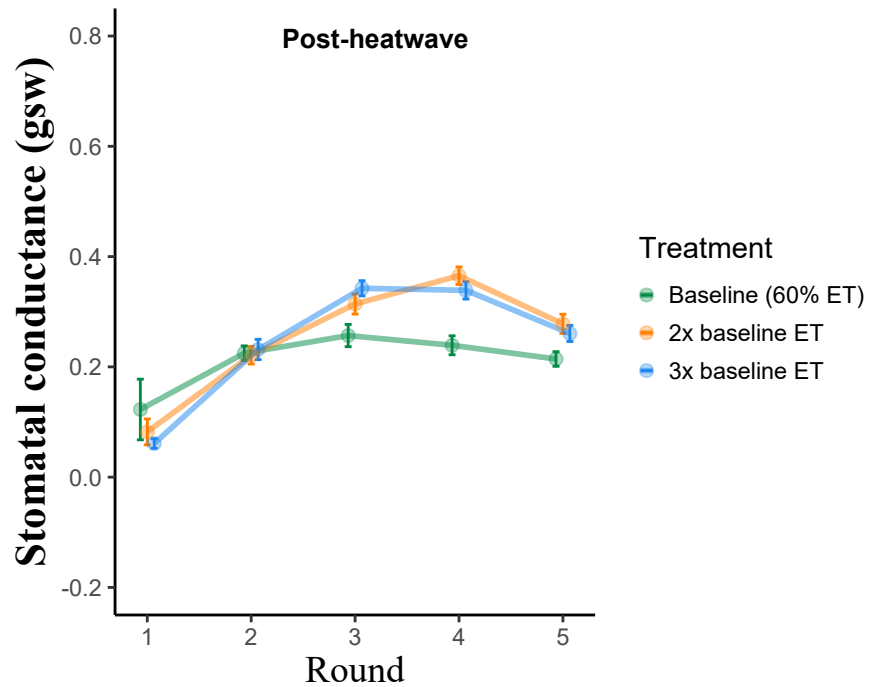 Post-heatwave
Stomatal conductance (gsw)
0.8
0.6
0.4
0.2
0.0
-0.2
1 2 3 4 5
Round
Treatment
Baseline (60% ET)
2x baseline ET
3x baseline ET